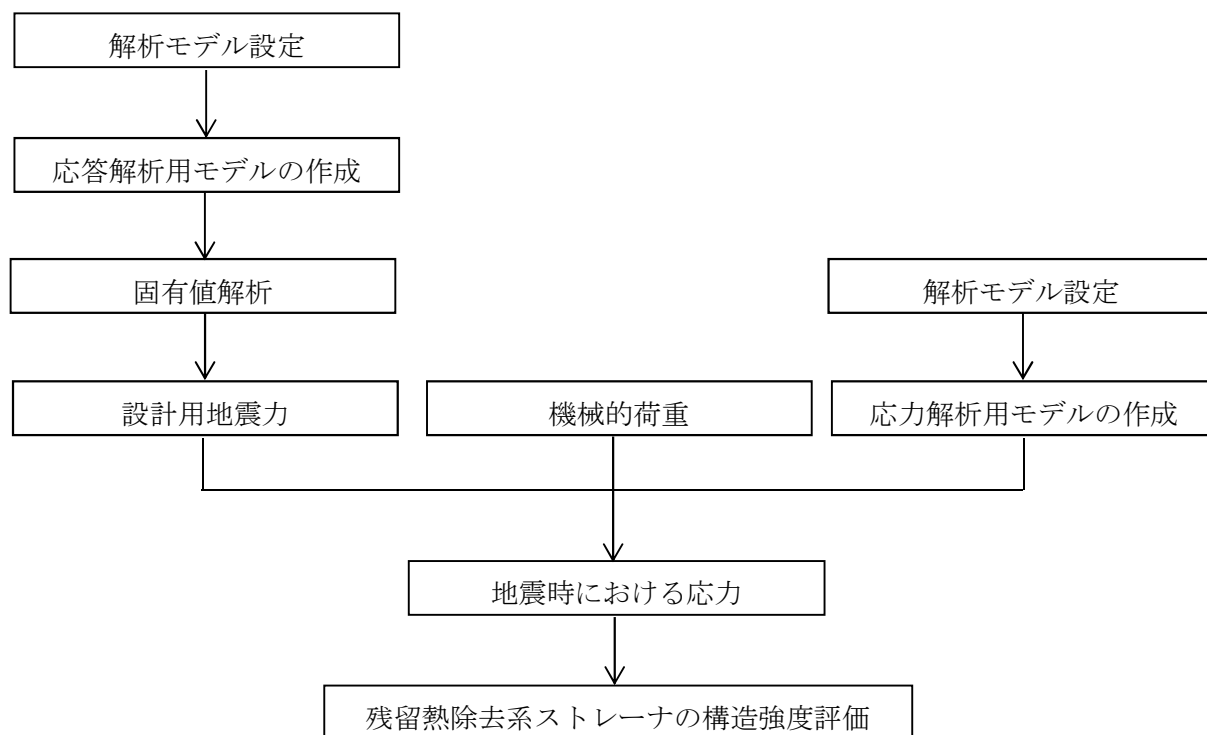 解析モデル設定
応答解析用モデルの作成
固有値解析
解析モデル設定
設計用地震力
機械的荷重
応力解析用モデルの作成
地震時における応力
残留熱除去系ストレーナの構造強度評価